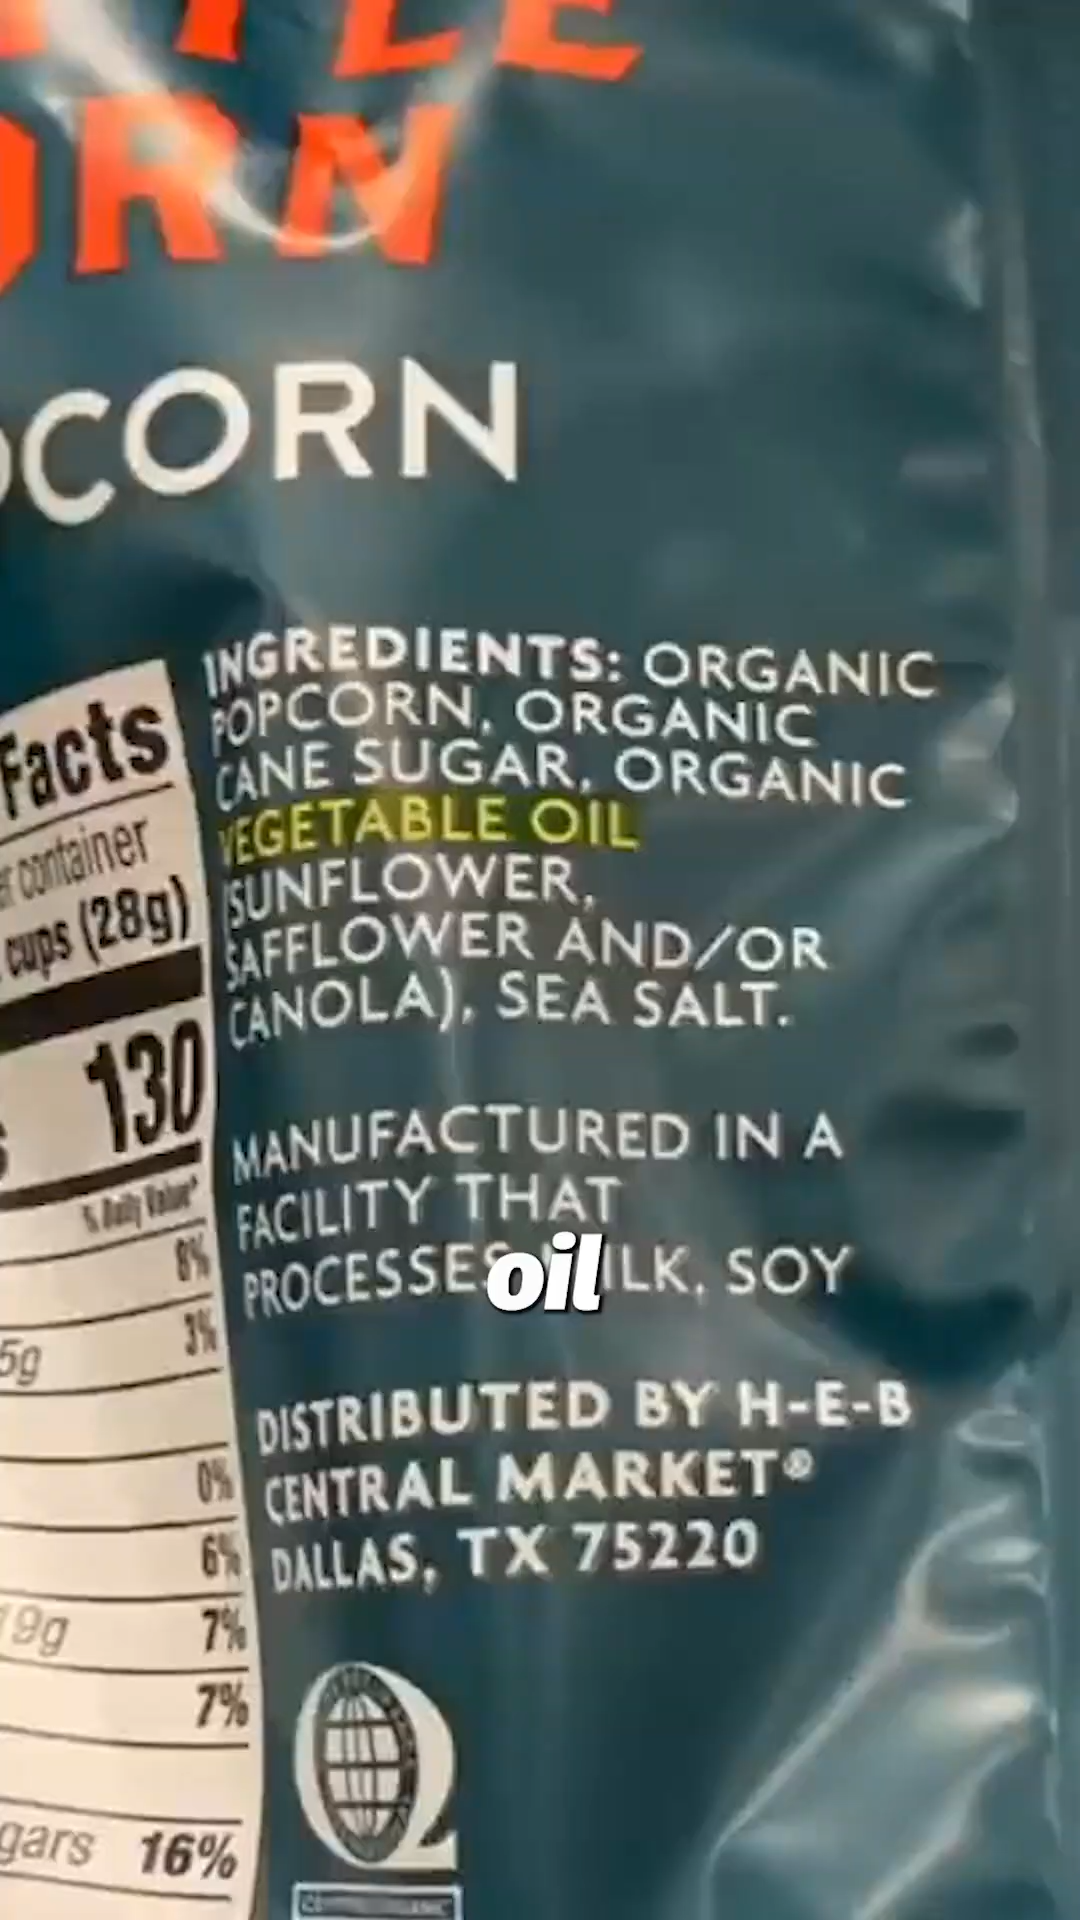 ORN
CORN
INGREDIENTS: ORGANIC
POPCORN, ORGANIC
CANE SUGAR, ORGANIC
VEGETABLE OIL
(SUNFLOWER,
SAFFLOWER AND/OR
CANOLA), SEA SALT.
MANUFACTURED IN A
FACILITY THAT
PROCESSES MILK, SOY
oil
DISTRIBUTED BY H-E-B
CENTRAL MARKET®
DALLAS, TX 75220
Facts
container
cups (28g)
130
% Daily Value*
8%
3%
5g
0%
6%
19g
7%
7%
gars 16%